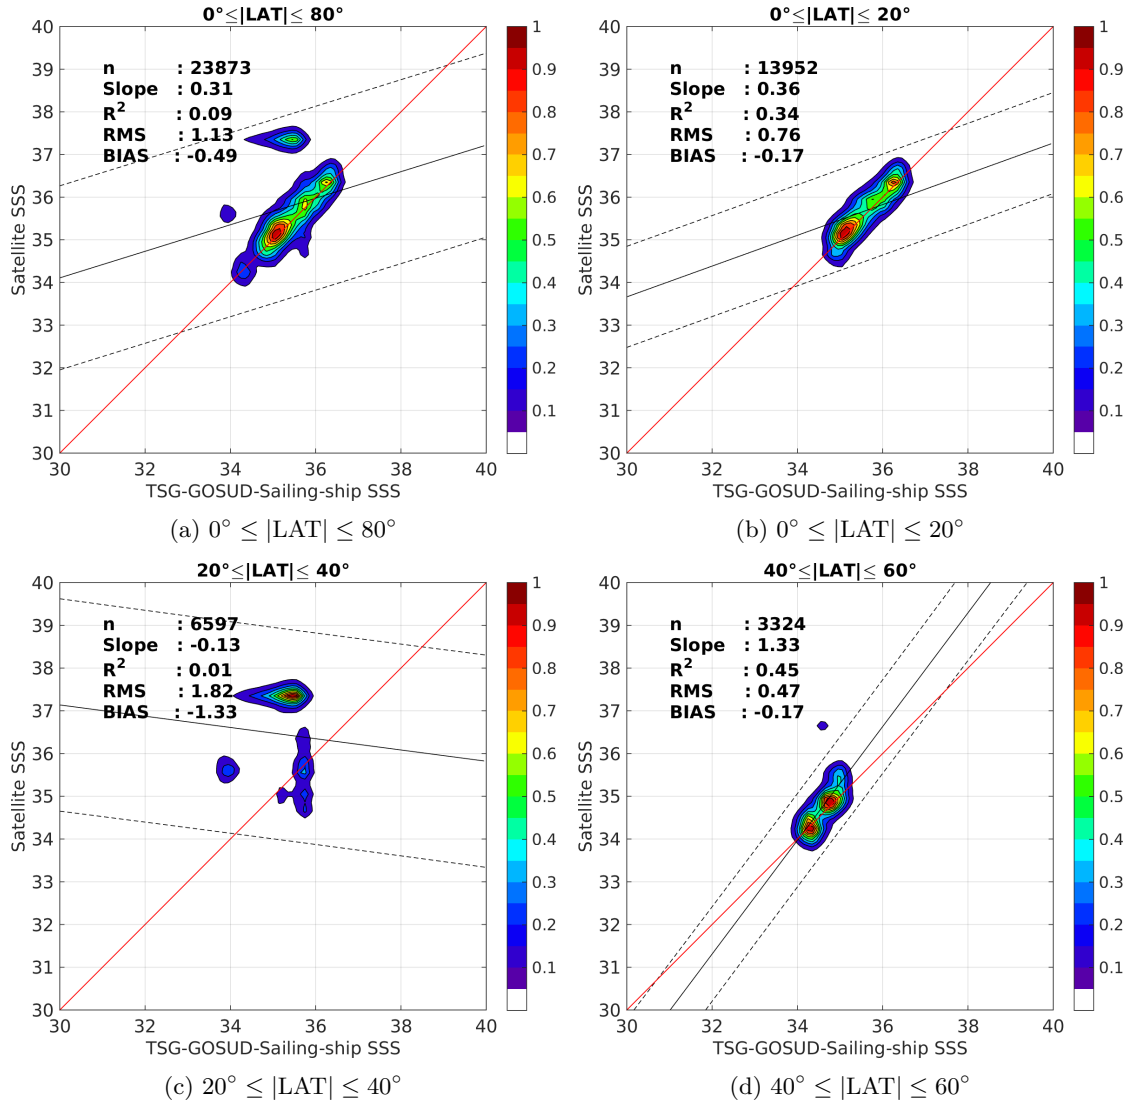 0°≤|LAT|≤ 80°
n : 23873
Slope : 0.31
R² : 0.09
RMS : 1.13
BIAS : -0.49
40
39
38
37
36
35
34
33
32
31
30
Satellite SSS
30 32 34 36 38 40
TSG-GOSUD-Sailing-ship SSS
1
0.9
0.8
0.7
0.6
0.5
0.4
0.3
0.2
0.1
(a) 0° ≤ |LAT| ≤ 80°
0°≤|LAT|≤ 20°
n : 13952
Slope : 0.36
R² : 0.34
RMS : 0.76
BIAS : -0.17
40
39
38
37
36
35
34
33
32
31
30
Satellite SSS
30 32 34 36 38 40
TSG-GOSUD-Sailing-ship SSS
1
0.9
0.8
0.7
0.6
0.5
0.4
0.3
0.2
0.1
(b) 0° ≤ |LAT| ≤ 20°
20°≤|LAT|≤ 40°
n : 6597
Slope : -0.13
R² : 0.01
RMS : 1.82
BIAS : -1.33
40
39
38
37
36
35
34
33
32
31
30
Satellite SSS
30 32 34 36 38 40
TSG-GOSUD-Sailing-ship SSS
1
0.9
0.8
0.7
0.6
0.5
0.4
0.3
0.2
0.1
(c) 20° ≤ |LAT| ≤ 40°
40°≤|LAT|≤ 60°
n : 3324
Slope : 1.33
R² : 0.45
RMS : 0.47
BIAS : -0.17
40
39
38
37
36
35
34
33
32
31
30
Satellite SSS
30 32 34 36 38 40
TSG-GOSUD-Sailing-ship SSS
1
0.9
0.8
0.7
0.6
0.5
0.4
0.3
0.2
0.1
(d) 40° ≤ |LAT| ≤ 60°